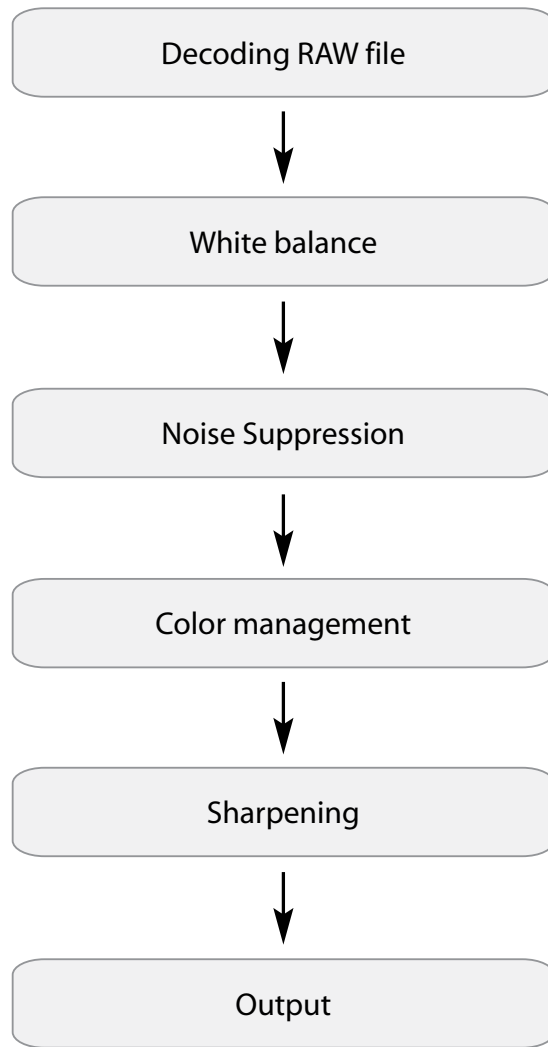 Decoding RAW file
White balance
Noise Suppression
Color management
Sharpening
Output